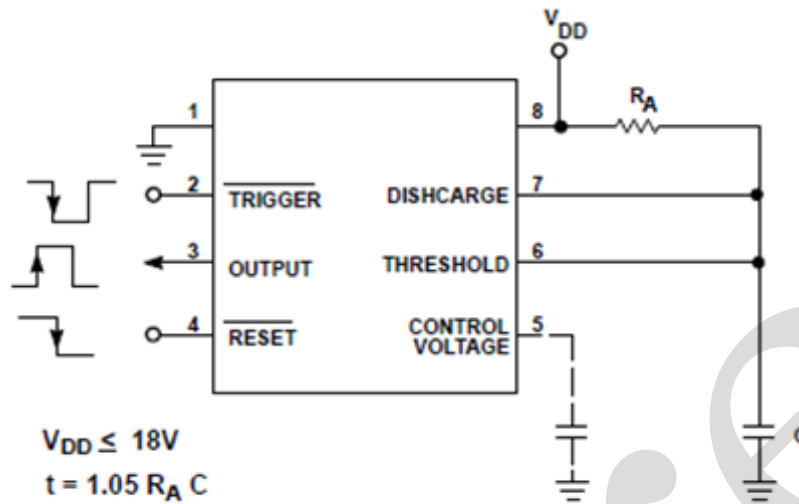 V_DD
R_A
1
8
2
TRIGGER
DISHCARGE
7
3
OUTPUT
THRESHOLD
6
4
RESET
CONTROL
VOLTAGE
5
V_DD ≤ 18V
t = 1.05 R_A C